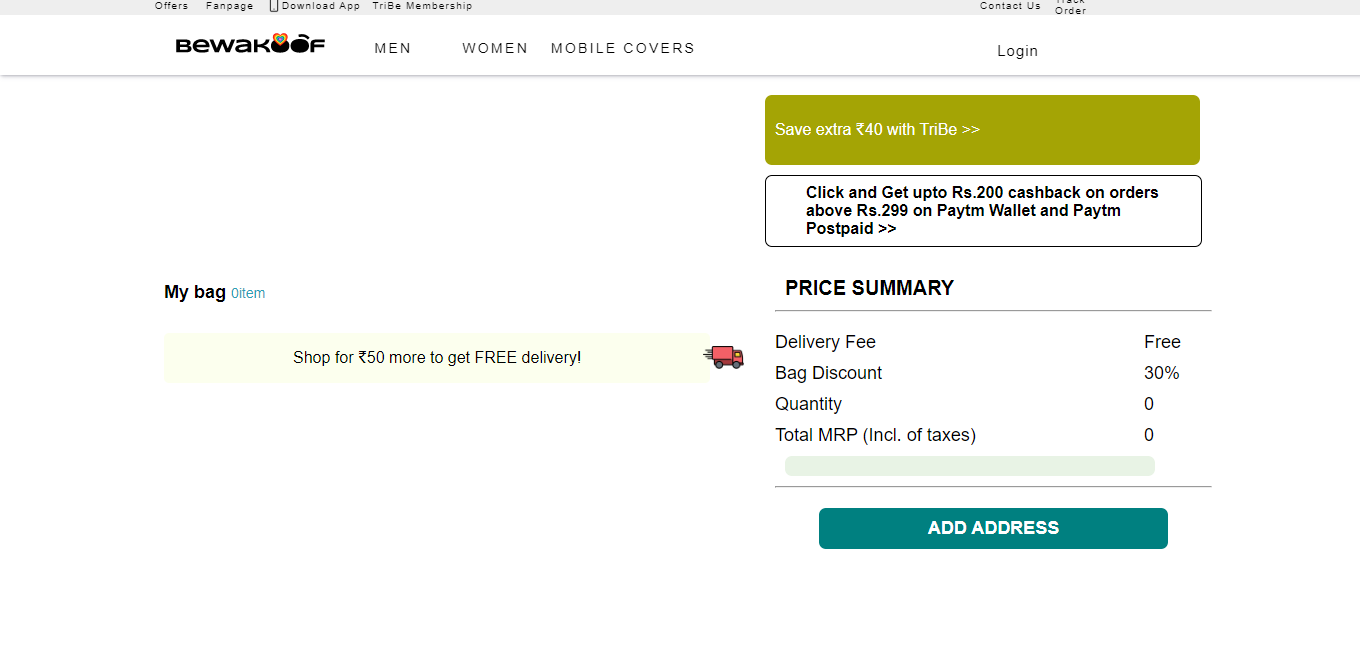 Offers Fanpage Download App TriBe Membership Contact Us Track
Order
BEWAKOOF MEN WOMEN MOBILE COVERS Login
Save extra ₹40 with TriBe >>
Click and Get upto Rs.200 cashback on orders
above Rs.299 on Paytm Wallet and Paytm
Postpaid >>
My bag 0item
Shop for ₹50 more to get FREE delivery!
PRICE SUMMARY
Delivery Fee Free
Bag Discount 30%
Quantity 0
Total MRP (Incl. of taxes) 0
ADD ADDRESS